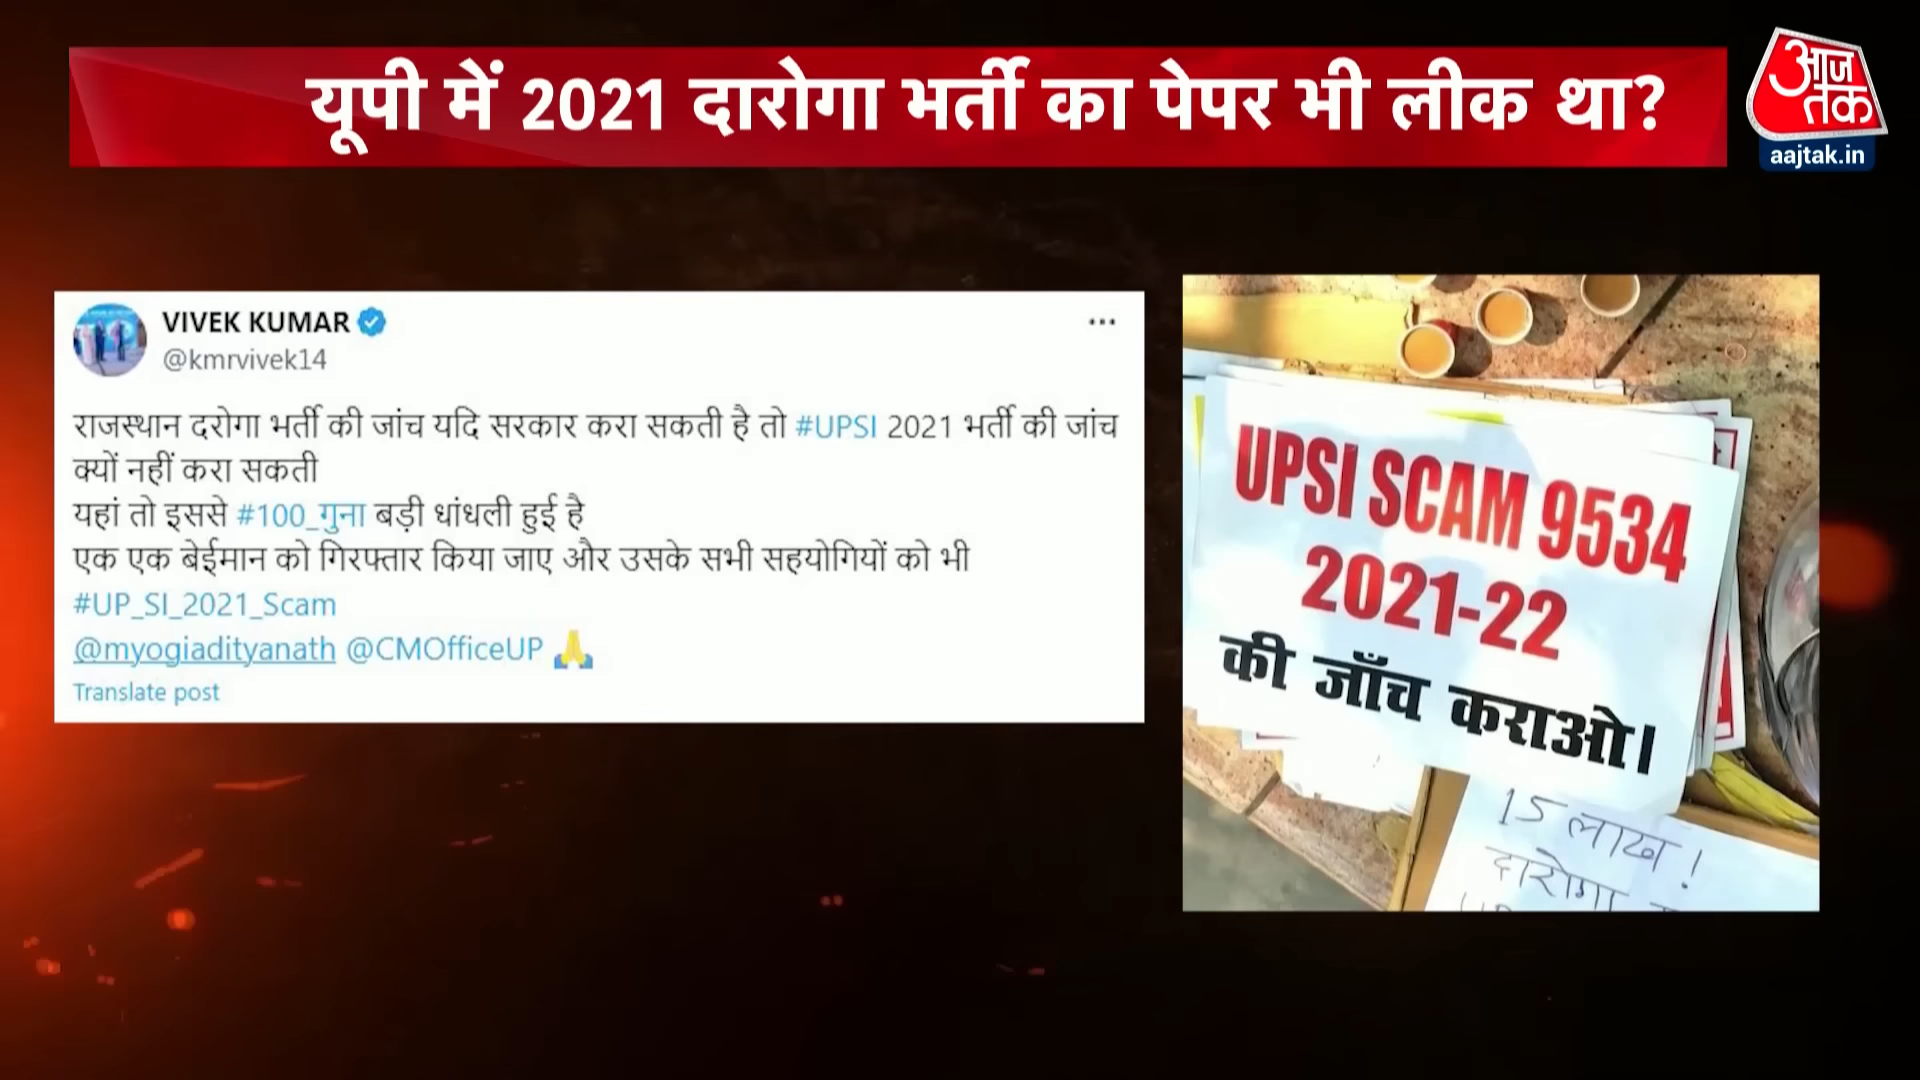 यूपी में 2021 दारोगा भर्ती का पेपर भी लीक था?
आज
तक
aajtak.in
VIVEK KUMAR
@kmrvivek14
राजस्थान दरोगा भर्ती की जांच यदि सरकार करा सकती है तो #UPSI 2021 भर्ती की जांच
क्यों नहीं करा सकती
यहां तो इससे #100_गुना बड़ी धांधली हुई है
एक एक बेईमान को गिरफ्तार किया जाए और उसके सभी सहयोगियों को भी
#UP_SI_2021_Scam
@myogiadityanath @CMOfficeUP 🙏
Translate post
UPSI SCAM 9534
2021-22
की जाँच कराओ।
15 लाख !
दारोगा